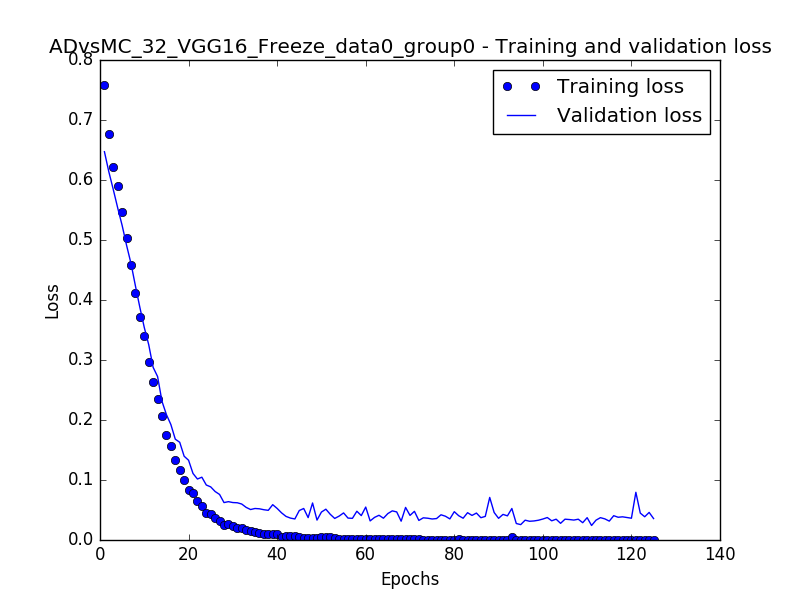 ADvsMC_32_VGG16_Freeze_data0_group0 - Training and validation loss
Training loss
Validation loss
0.8
0.7
0.6
0.5
0.4
0.3
0.2
0.1
0.0
Loss
0 20 40 60 80 100 120 140
Epochs